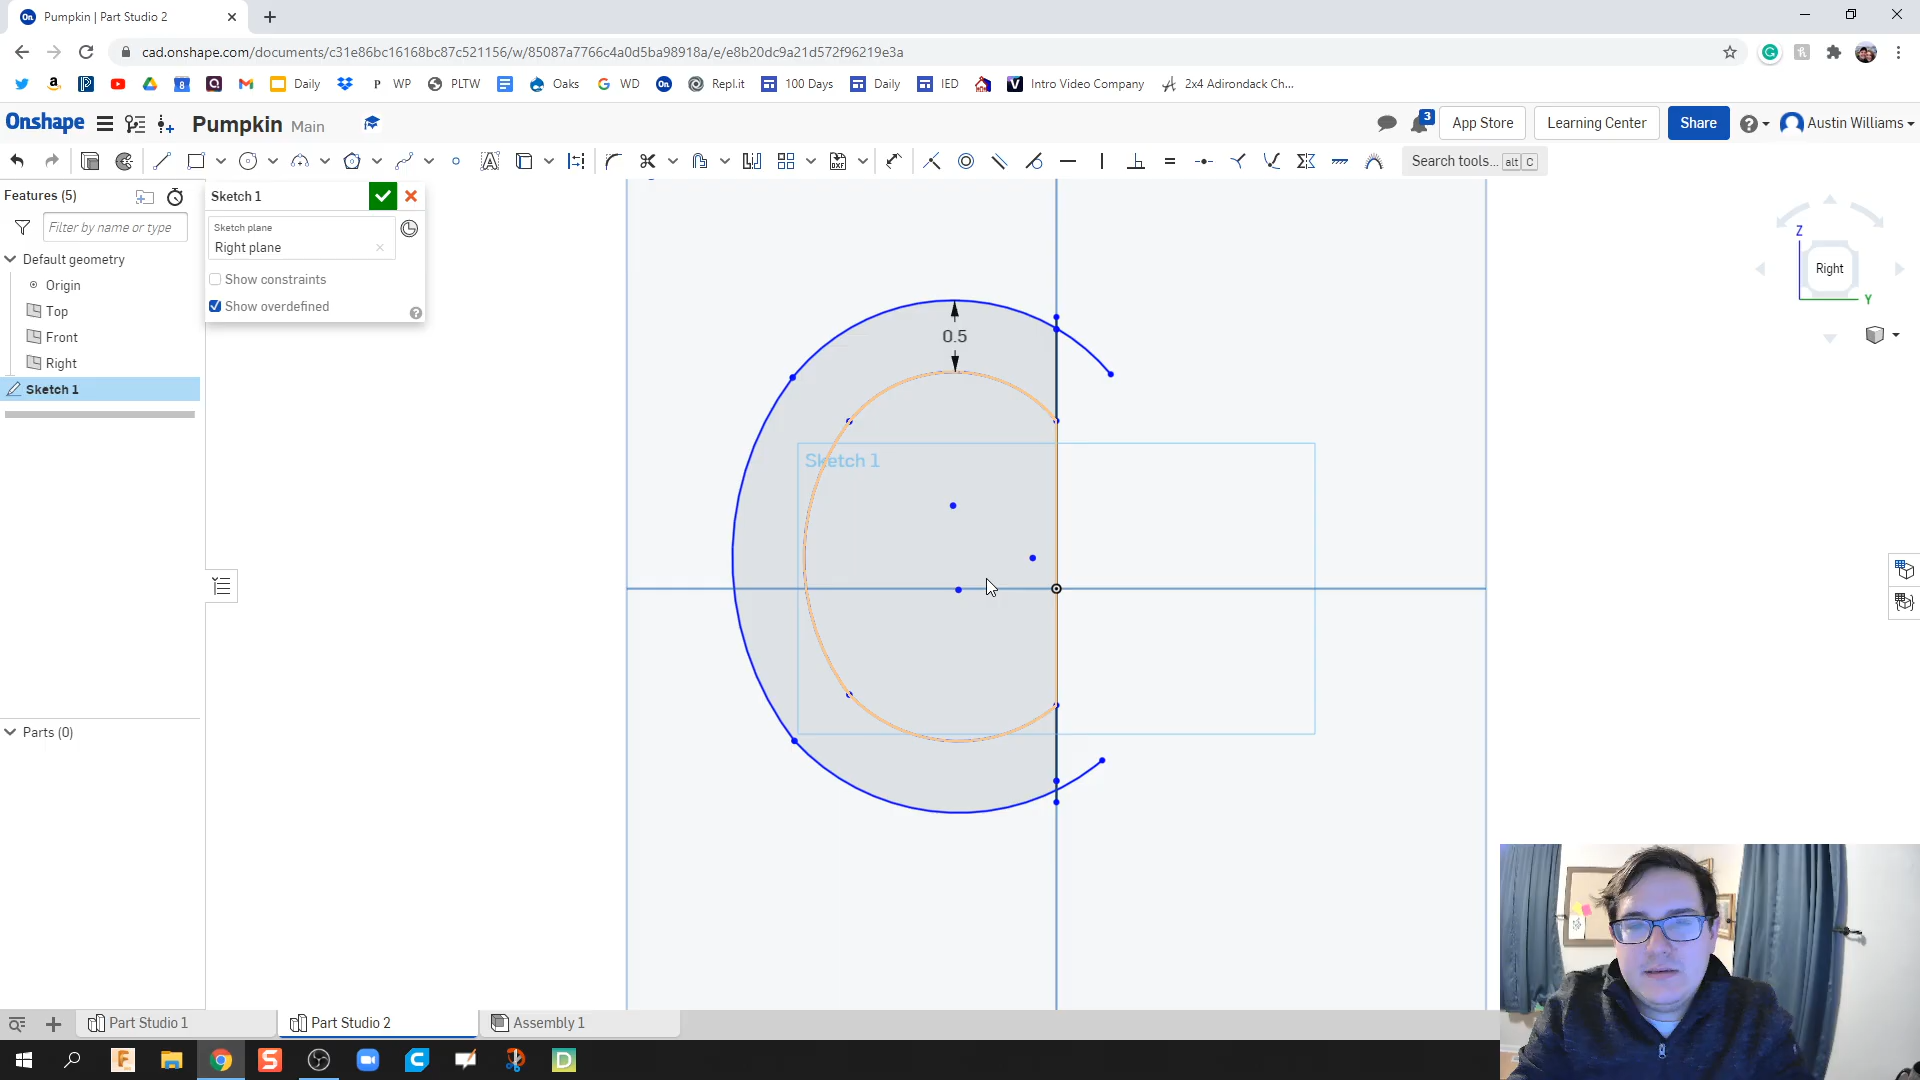 Pumpkin | Part Studio 2
cad.onshape.com/documents/c31e86bc16168bc87c521156/w/85087a7766c4a0d5ba98918a/e/e8b20dc9a21d572f96219e3a
Daily
WP
PLTW
Oaks
WD
Repl.it
100 Days
Daily
IED
Intro Video Company
2x4 Adirondack Ch...
Onshape
Pumpkin Main
3
App Store
Learning Center
Share
Austin Williams
Search tools... alt C
Features (5)
Filter by name or type
Default geometry
Origin
Top
Front
Right
Sketch 1
Parts (0)
Sketch 1
Sketch plane
Right plane
Show constraints
Show overdefined
0.5
Sketch 1
Z
Right
Y
Part Studio 1
Part Studio 2
Assembly 1